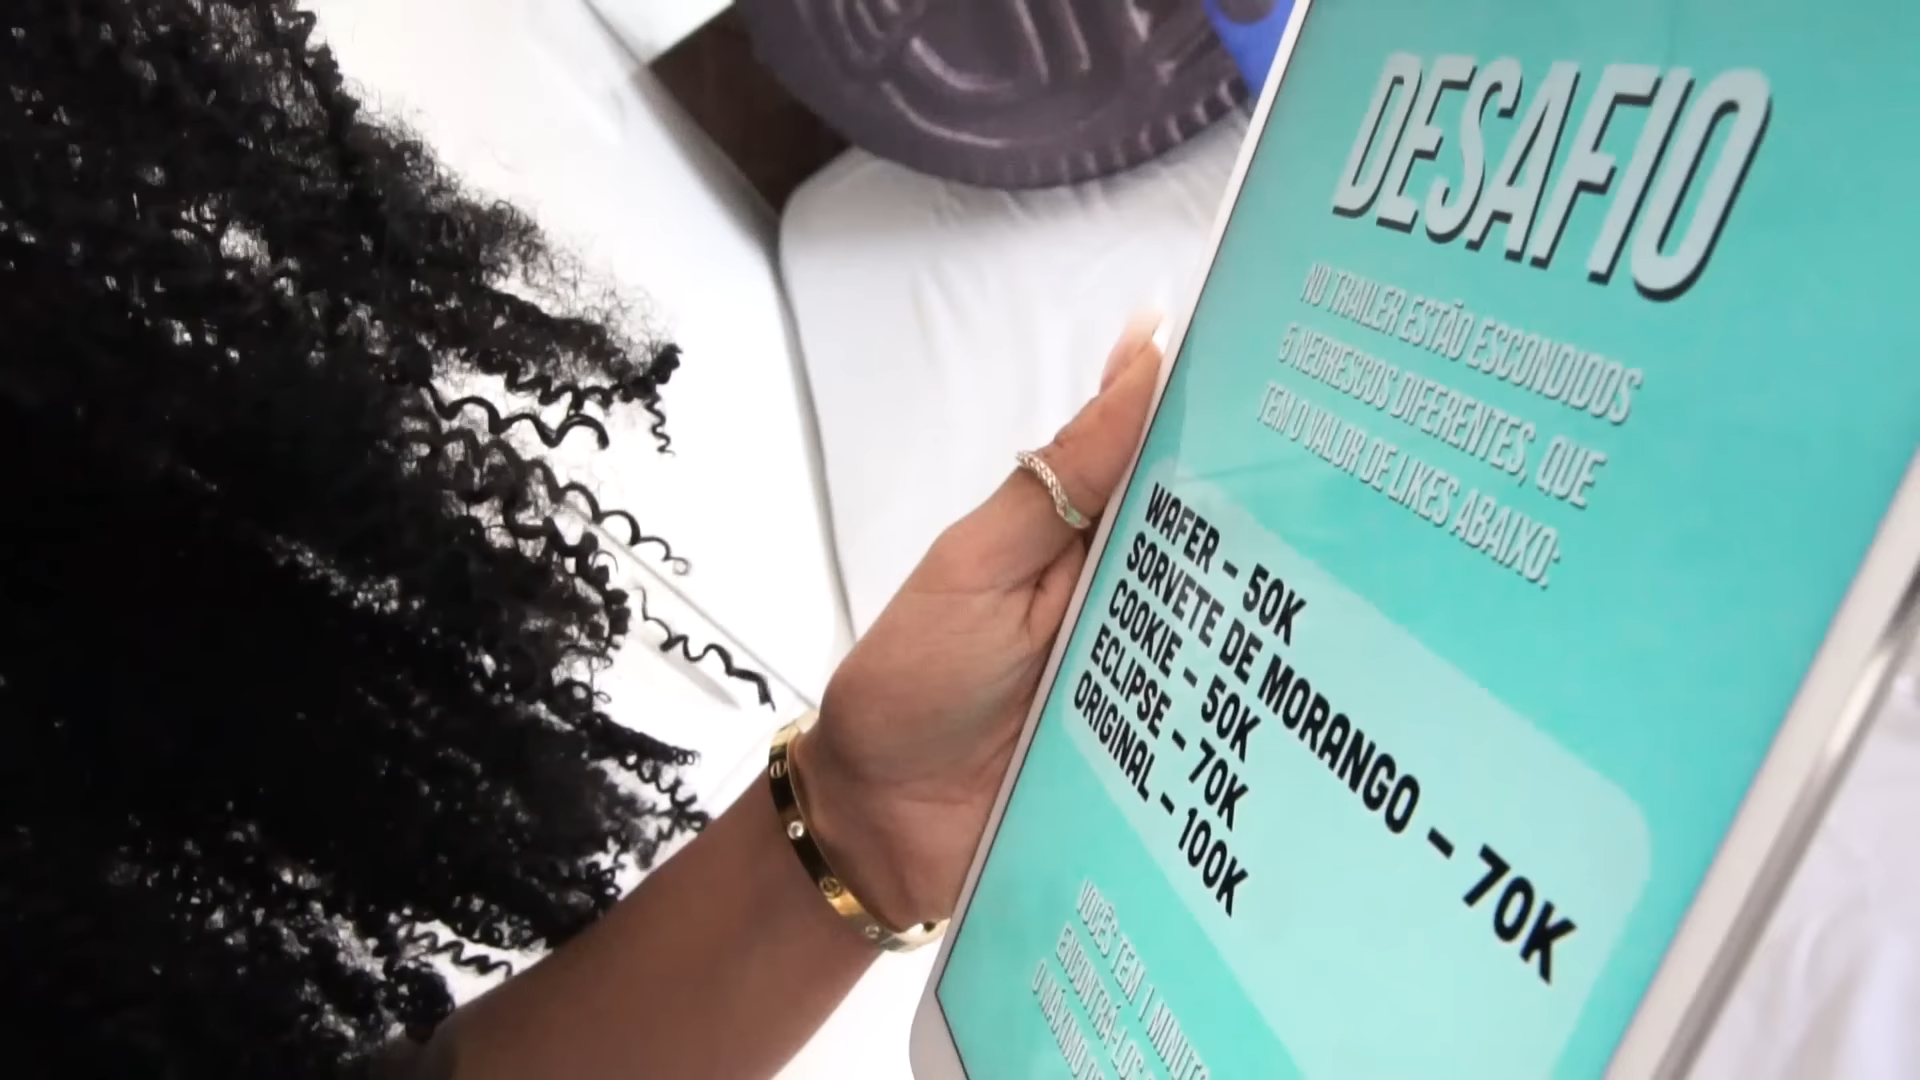 DESAFIO
NO TRAILER ESTÃO ESCONDIDOS
5 NEGRESCOS DIFERENTES, QUE
TEM O VALOR DE LIKES ABAIXO:
WAFER – 50K
SORVETE DE MORANGO – 70K
COOKIE – 50K
ECLIPSE – 70K
ORIGINAL – 100K
VOCÊS TEM 1 MINUTO
ENCONTRÁ-LOS
O MÁXIMO